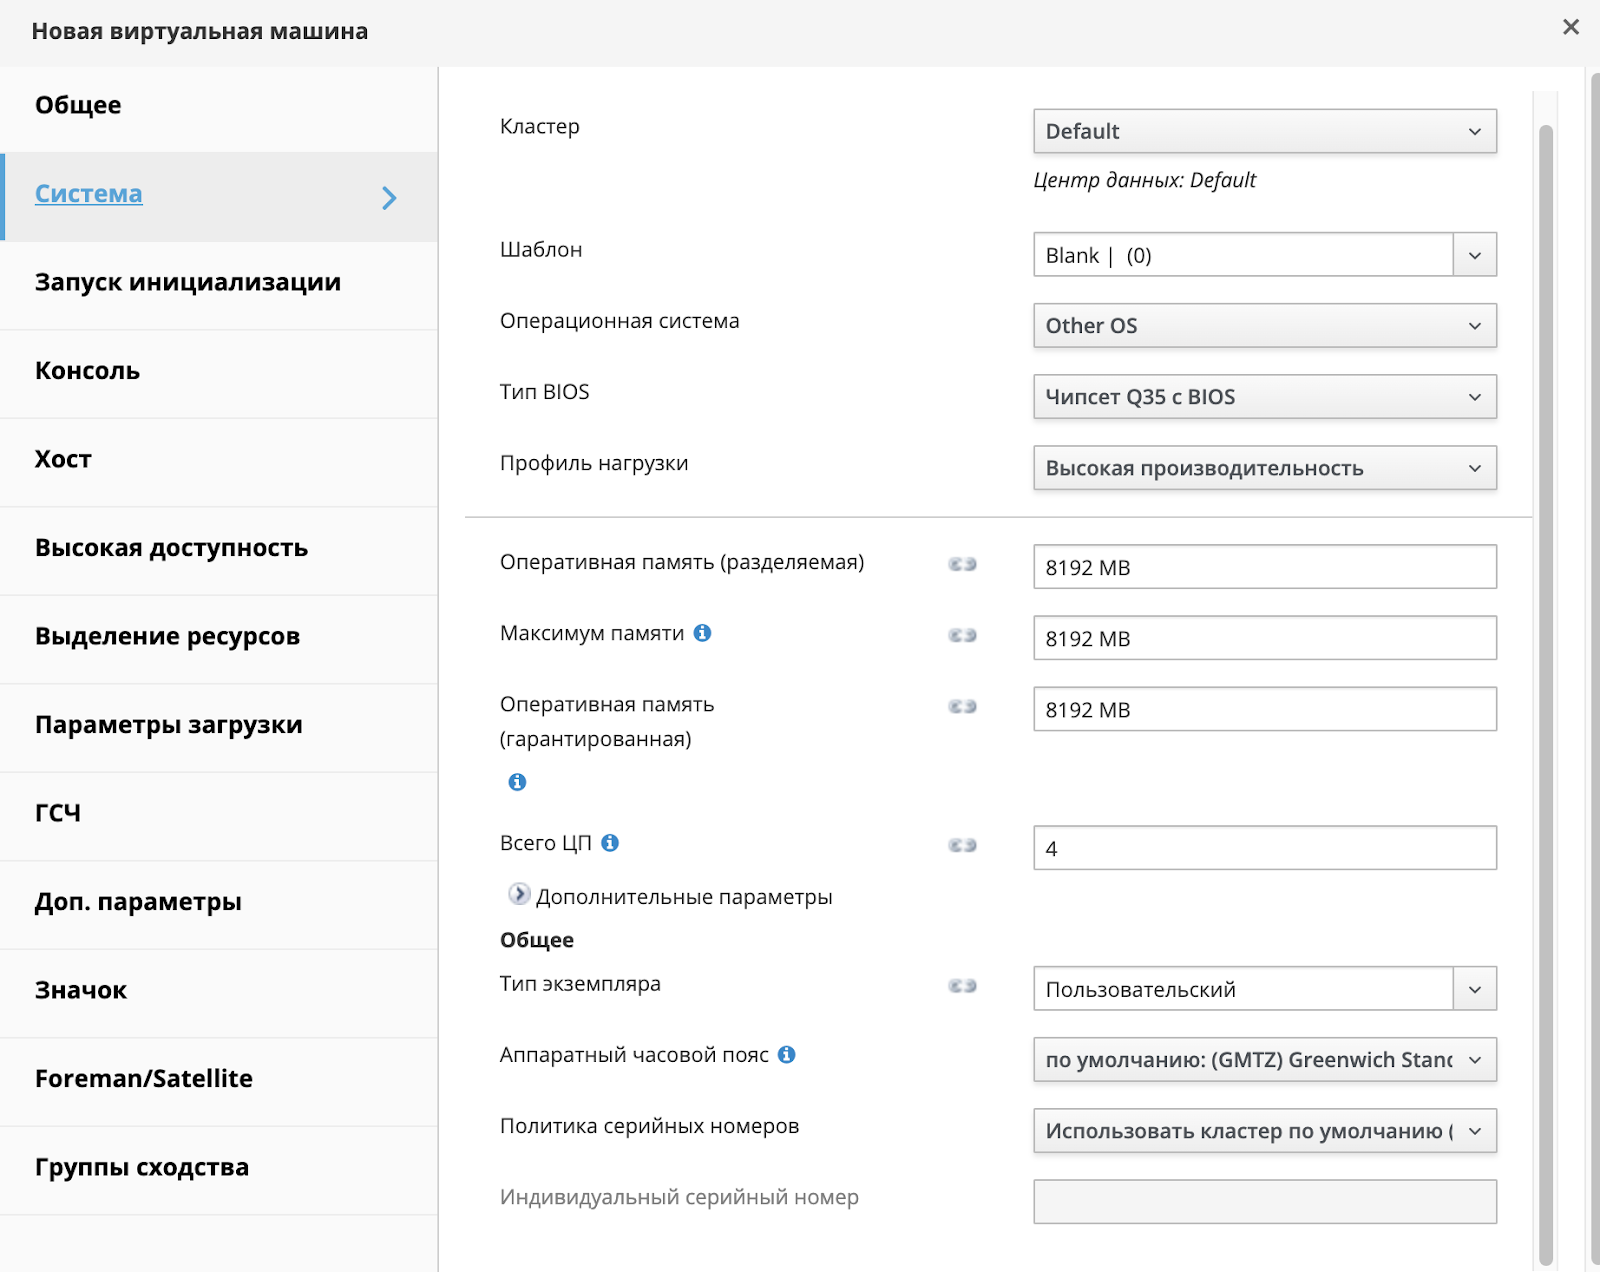 Новая виртуальная машина
Общее
Система
Запуск инициализации
Консоль
Хост
Высокая доступность
Выделение ресурсов
Параметры загрузки
ГСЧ
Доп. параметры
Значок
Foreman/Satellite
Группы сходства
Кластер
Default
Центр данных: Default
Шаблон
Blank | (0)
Операционная система
Other OS
Тип BIOS
Чипсет Q35 с BIOS
Профиль нагрузки
Высокая производительность
Оперативная память (разделяемая)
8192 MB
Максимум памяти
8192 MB
Оперативная память
(гарантированная)
8192 MB
Всего ЦП
4
Дополнительные параметры
Общее
Тип экземпляра
Пользовательский
Аппаратный часовой пояс
по умолчанию: (GMTZ) Greenwich Stand
Политика серийных номеров
Использовать кластер по умолчанию (
Индивидуальный серийный номер